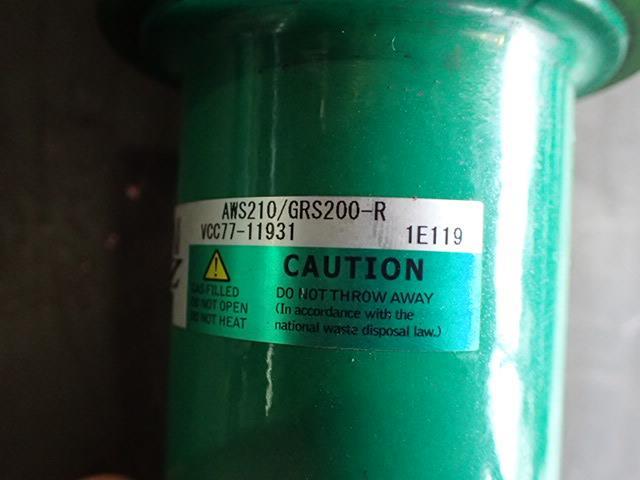 AWS210/GRS200-R
VCC77-11931 1E119
CAUTION
GAS-FILLED
DO NOT OPEN
DO NOT HEAT
DO NOT THROW AWAY
(In accordance with the
national waste disposal law.)